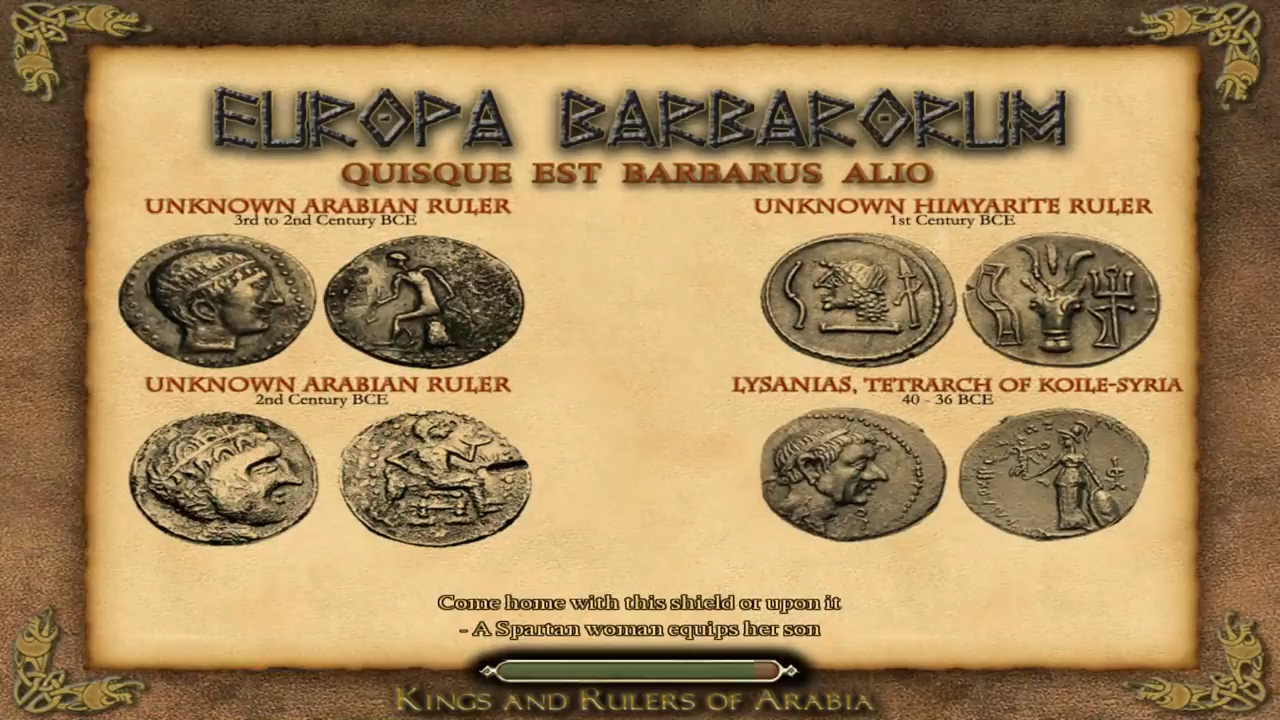 EUROPA BARBARORUM
QUISQUE EST BARBARUS ALIO
UNKNOWN ARABIAN RULER
3rd to 2nd Century BCE
UNKNOWN HIMYARITE RULER
1st Century BCE
UNKNOWN ARABIAN RULER
2nd Century BCE
LYSANIAS, TETRARCH OF KOILE-SYRIA
40 - 36 BCE
Come home with this shield or upon it
- A Spartan woman equips her son
KINGS AND RULERS OF ARABIA